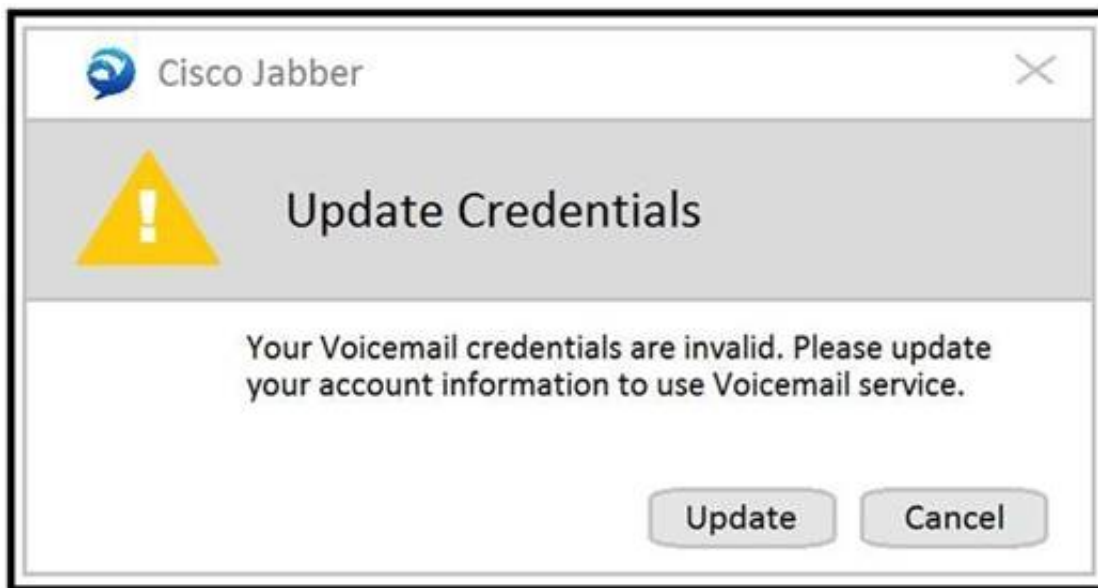 Cisco Jabber
Update Credentials
Your Voicemail credentials are invalid. Please update
your account information to use Voicemail service.
Update
Cancel